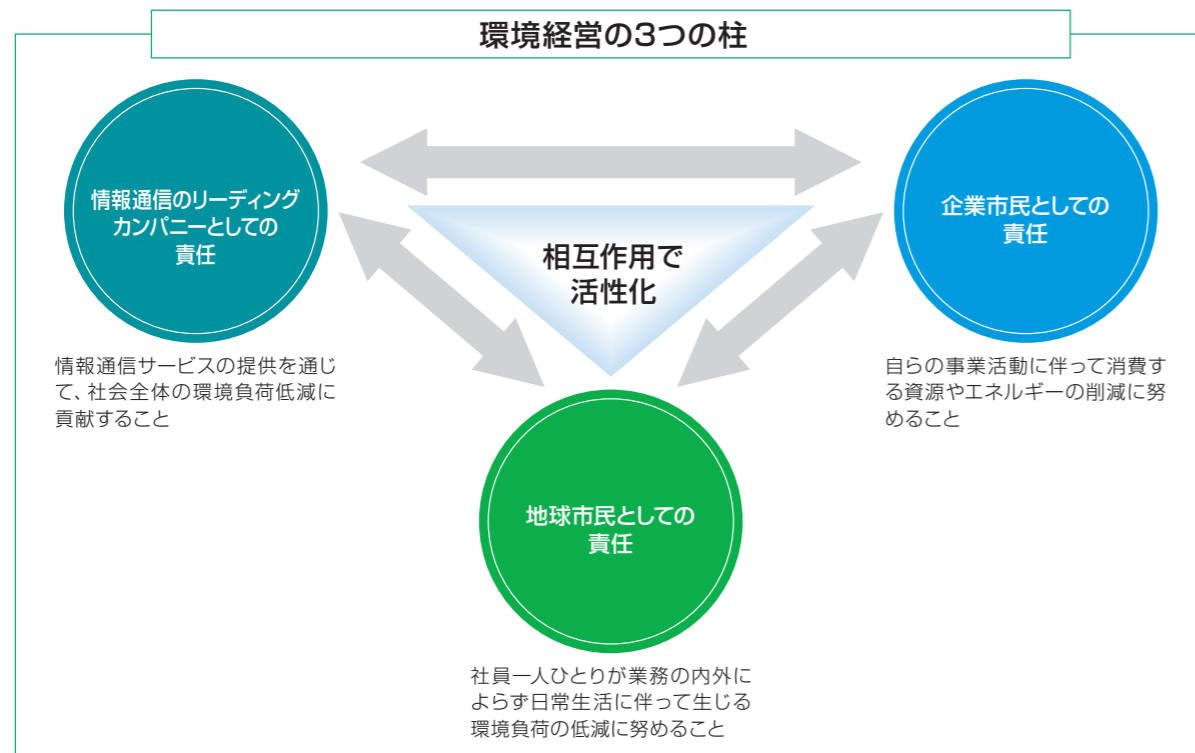 環境経営の3つの柱
情報通信のリーディング
カンパニーとしての
責任
企業市民としての
責任
相互作用で
活性化
情報通信サービスの提供を通じ
て、社会全体の環境負荷低減に
貢献すること
自らの事業活動に伴って消費す
る資源やエネルギーの削減に努
めること
地球市民としての
責任
社員一人ひとりが業務の内外に
よらず日常生活に伴って生じる
環境負荷の低減に努めること